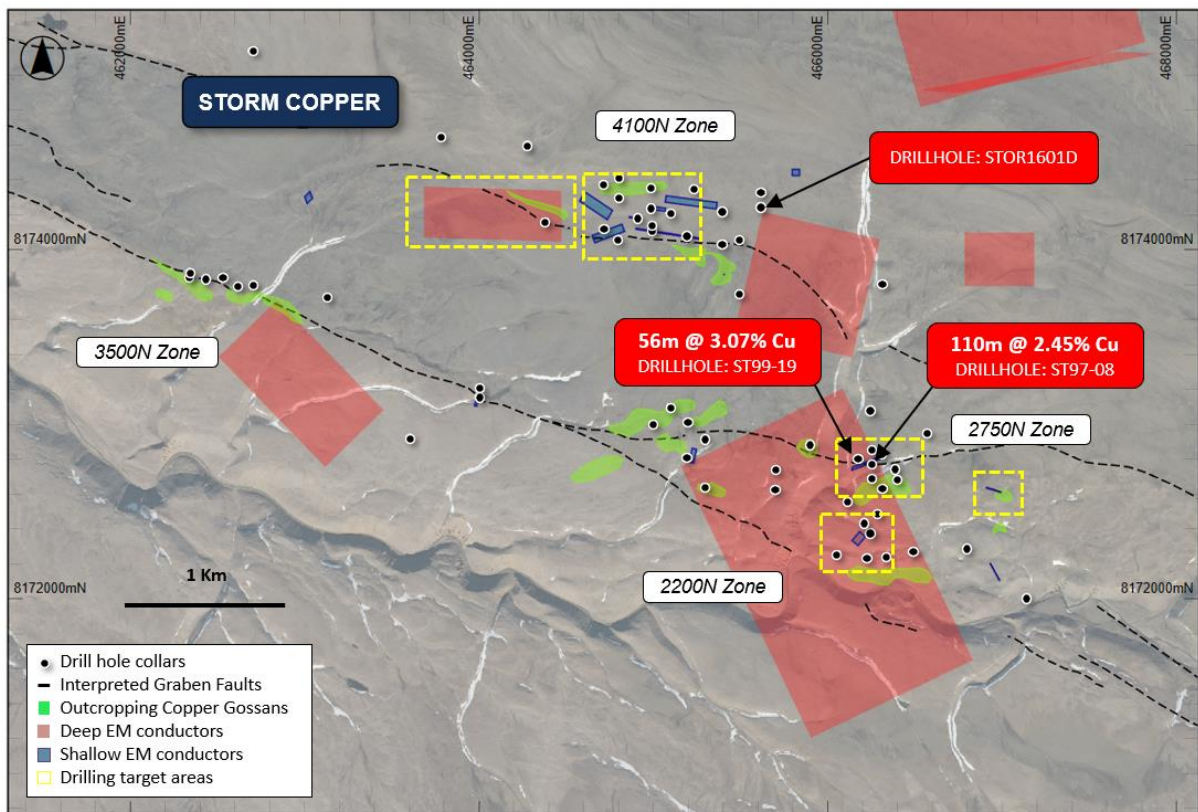 462000mE
464000mE
466000mE
468000mE
STORM COPPER
4100N Zone
DRILLHOLE: STOR1601D
8174000mN
8174000mN
56m @ 3.07% Cu
DRILLHOLE: ST99-19
110m @ 2.45% Cu
DRILLHOLE: ST97-08
3500N Zone
2750N Zone
2200N Zone
1 Km
8172000mN
8172000mN
Drill hole collars
Interpreted Graben Faults
Outcropping Copper Gossans
Deep EM conductors
Shallow EM conductors
Drilling target areas